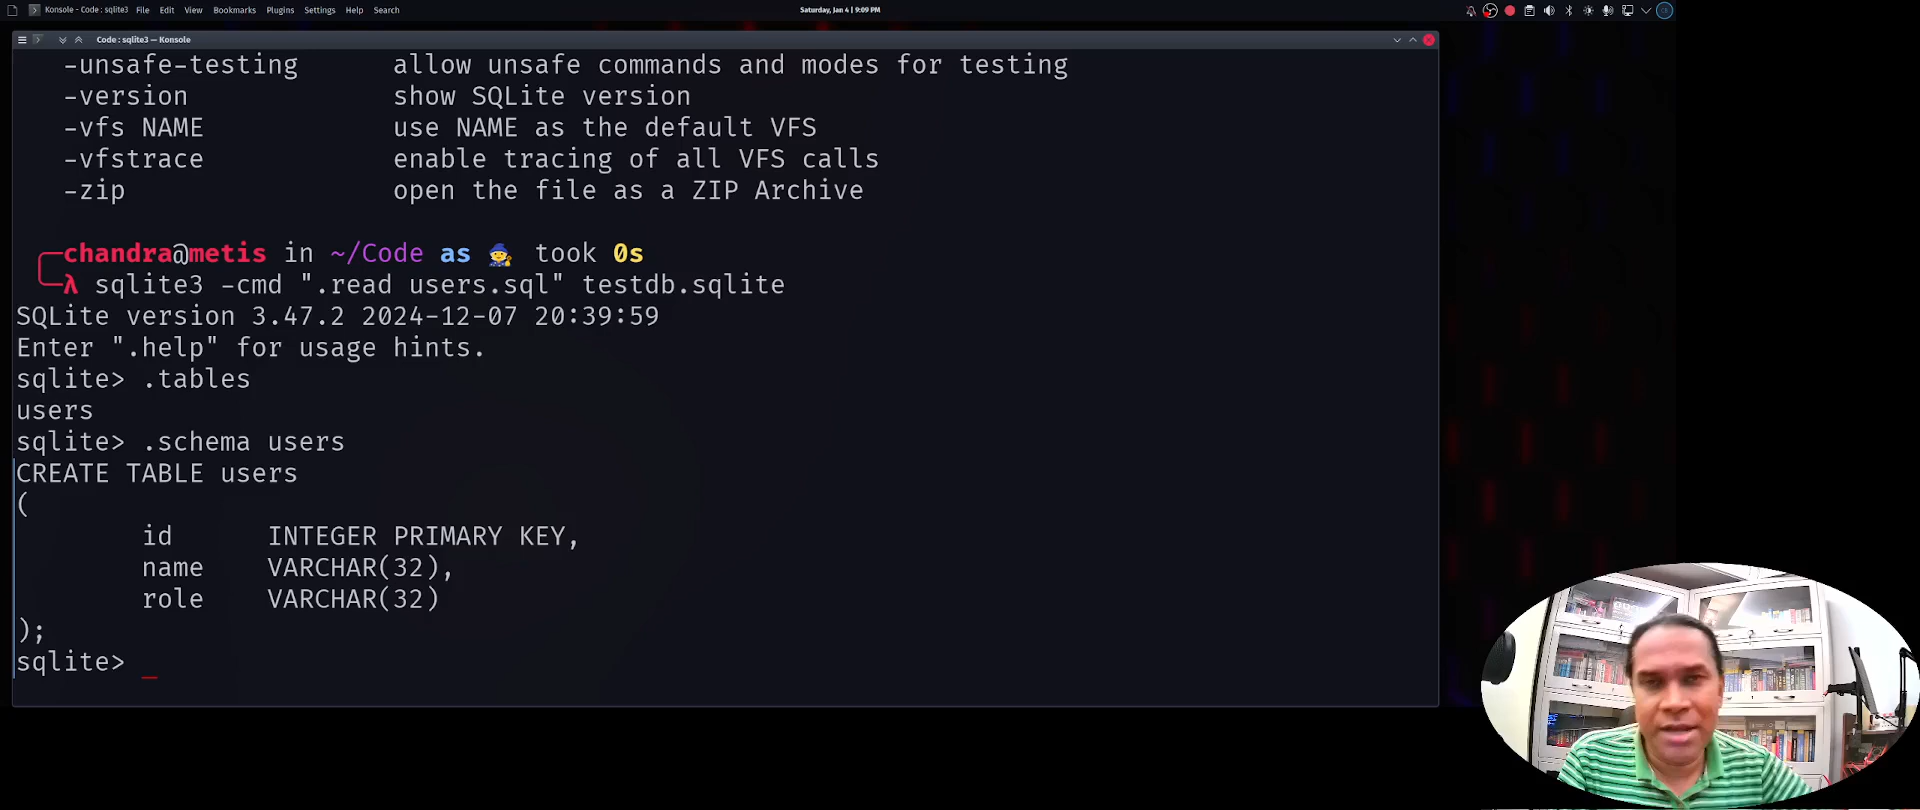 Konsole - Code : sqlite3 File Edit View Bookmarks Plugins Settings Help Search
Saturday, Jan 4 | 9:09 PM
Code : sqlite3 — Konsole
-unsafe-testing allow unsafe commands and modes for testing
-version show SQLite version
-vfs NAME use NAME as the default VFS
-vfstrace enable tracing of all VFS calls
-zip open the file as a ZIP Archive
chandra@metis in ~/Code as 🧙 took 0s
λ sqlite3 -cmd ".read users.sql" testdb.sqlite
SQLite version 3.47.2 2024-12-07 20:39:59
Enter ".help" for usage hints.
sqlite> .tables
users
sqlite> .schema users
CREATE TABLE users
(
id INTEGER PRIMARY KEY,
name VARCHAR(32),
role VARCHAR(32)
);
sqlite> _